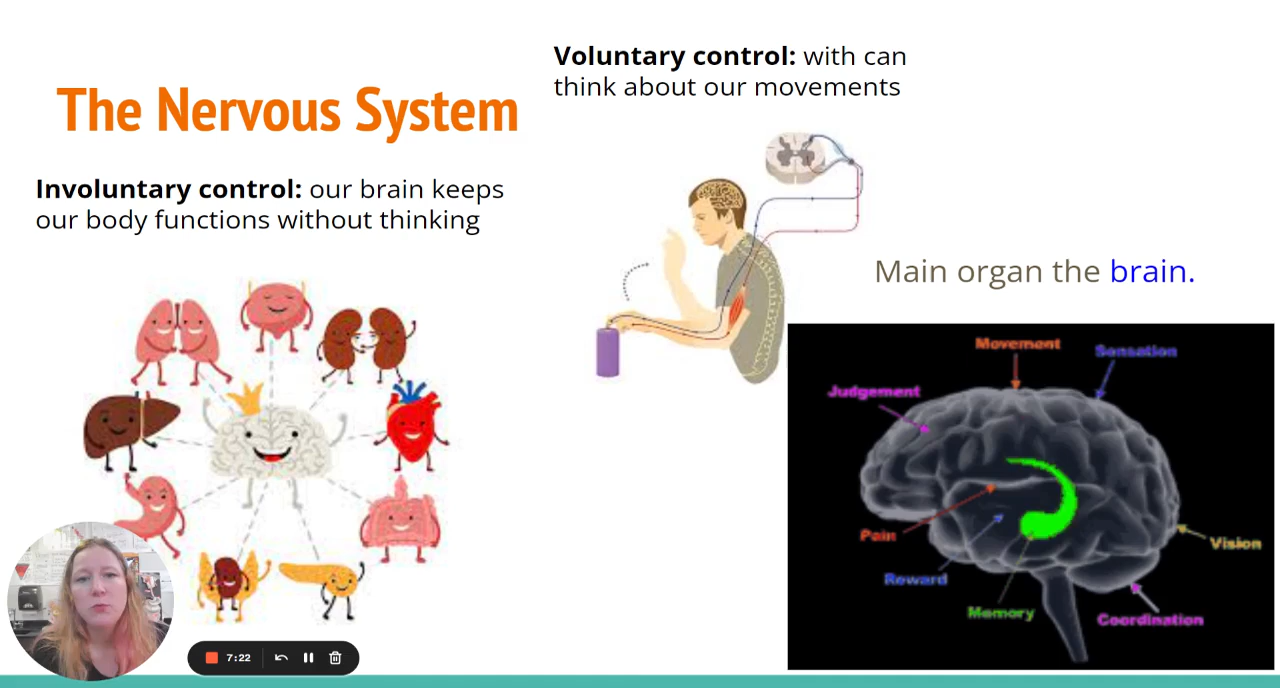 The Nervous System
Involuntary control: our brain keeps
our body functions without thinking
Voluntary control: with can
think about our movements
Main organ the brain.
Movement
Sensation
Judgement
Pain
Reward
Memory
Vision
Coordination
7:22